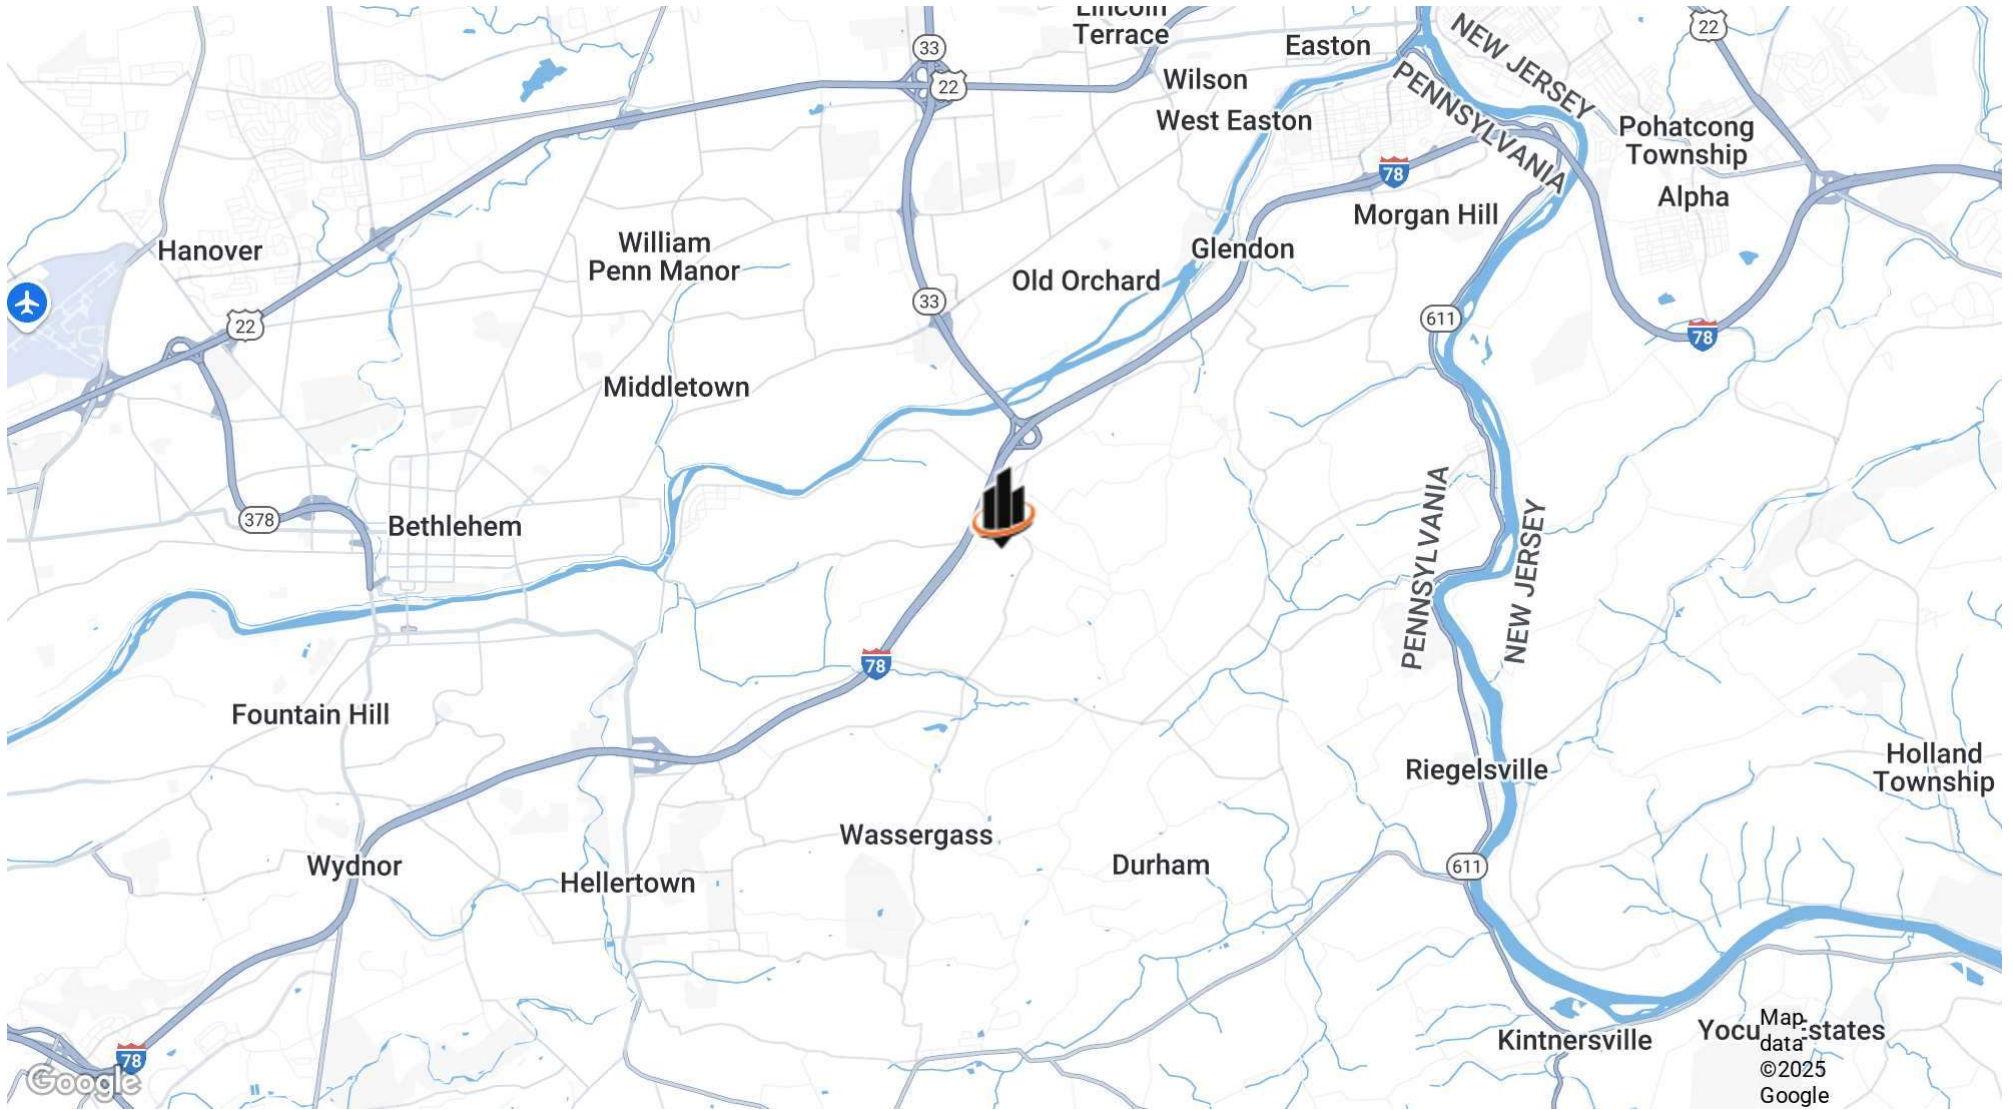 Lincoln
Terrace
33
22
Easton
NEW JERSEY
22
Wilson
PENNSYLVANIA
West Easton
Pohatcong
Township
78
Alpha
Morgan Hill
Hanover
William
Penn Manor
Glendon
Old Orchard
33
22
611
78
Middletown
378
Bethlehem
PENNSYLVANIA
NEW JERSEY
78
Fountain Hill
Riegelsville
Holland
Township
Wassergass
Wydnor
Durham
611
Hellertown
Kintnersville
Yocu
states
Map
data
©2025
Google
78
Google